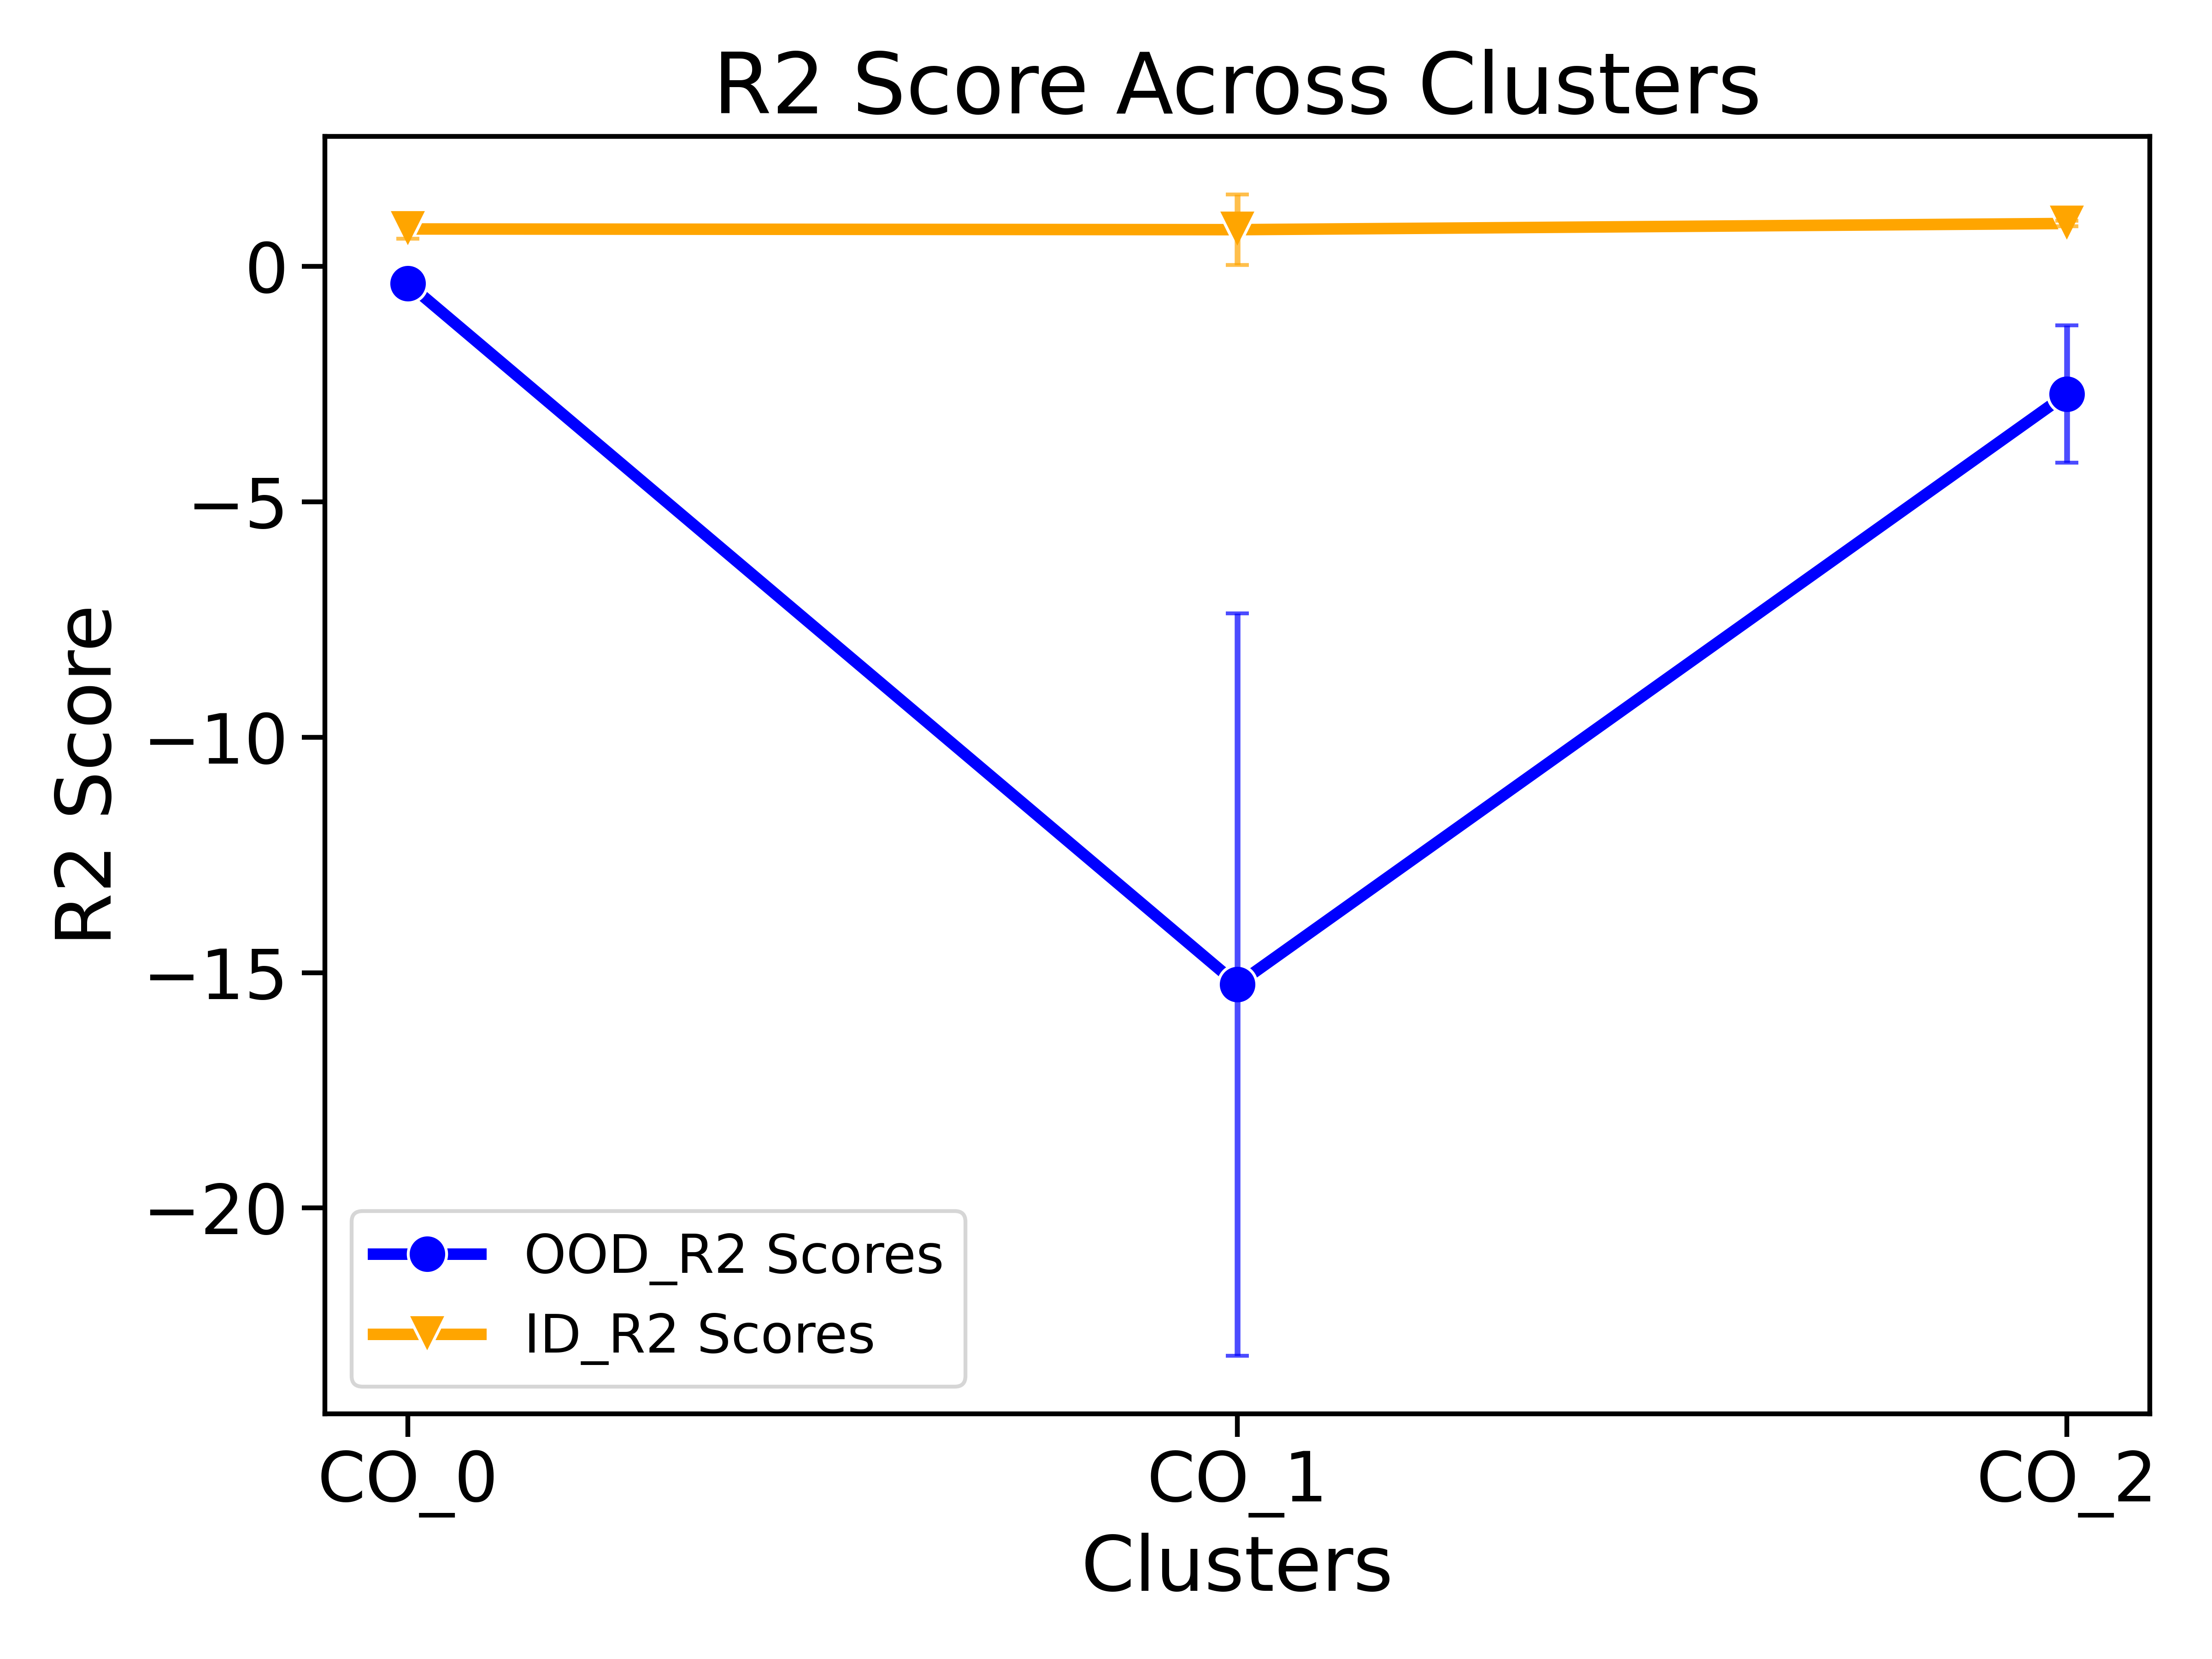 R2 Score Across Clusters
R2 Score
0
−5
−10
−15
−20
OOD_R2 Scores
ID_R2 Scores
CO_0
CO_1
CO_2
Clusters